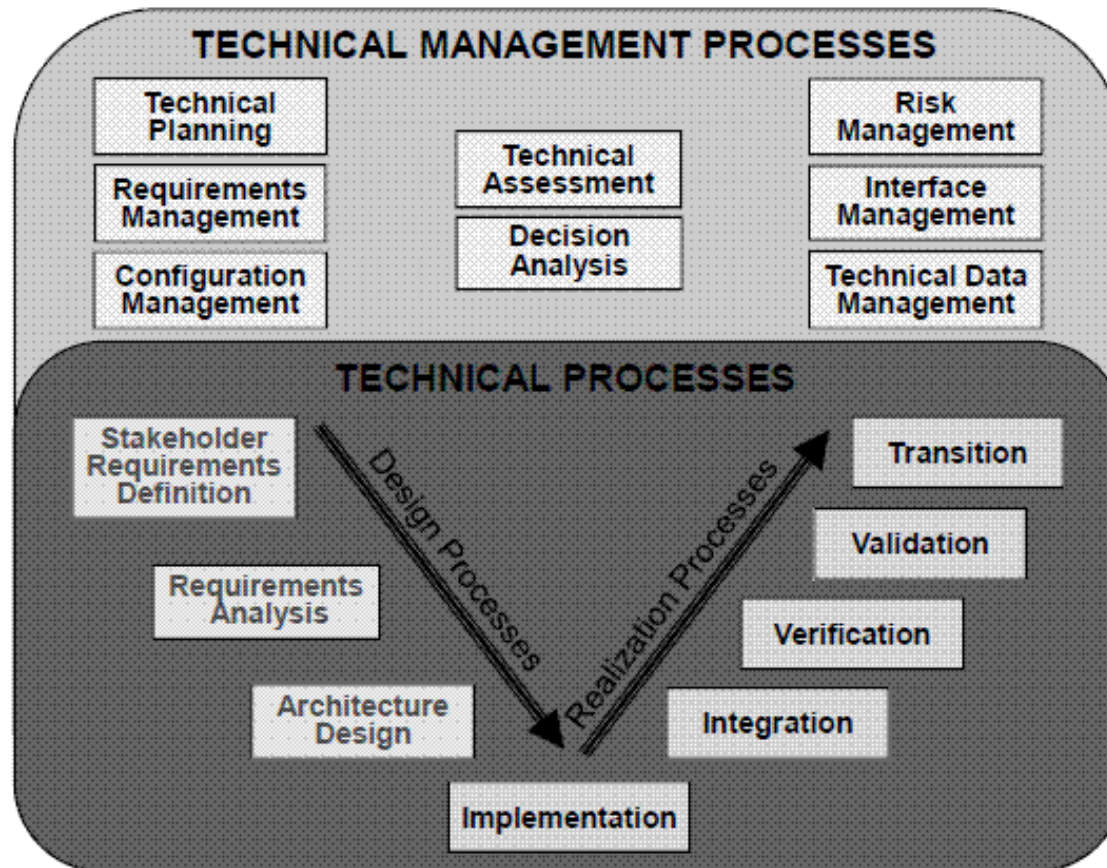 TECHNICAL MANAGEMENT PROCESSES
Technical
Planning
Requirements
Management
Configuration
Management
Technical
Assessment
Decision
Analysis
Risk
Management
Interface
Management
Technical Data
Management
TECHNICAL PROCESSES
Stakeholder
Requirements
Definition
Requirements
Analysis
Architecture
Design
Design Processes
Implementation
Realization Processes
Transition
Validation
Verification
Integration